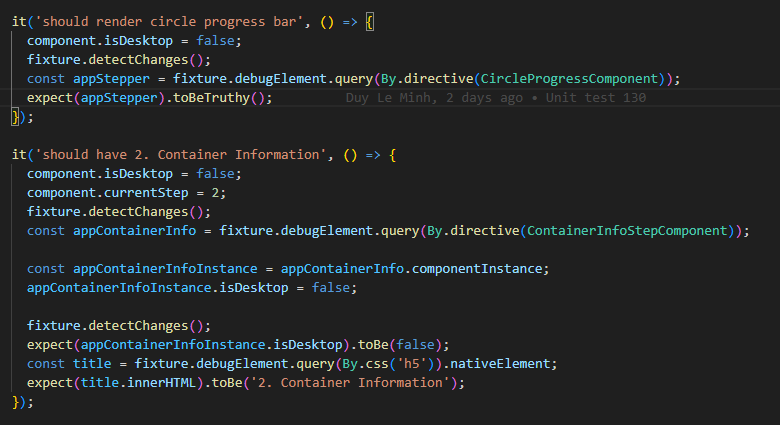 it('should render circle progress bar', () => {
component.isDesktop = false;
fixture.detectChanges();
const appStepper = fixture.debugElement.query(By.directive(CircleProgressComponent));
expect(appStepper).toBeTruthy(); Duy Le Minh, 2 days ago • Unit test 130
});
it('should have 2. Container Information', () => {
component.isDesktop = false;
component.currentStep = 2;
fixture.detectChanges();
const appContainerInfo = fixture.debugElement.query(By.directive(ContainerInfoStepComponent));
const appContainerInfoInstance = appContainerInfo.componentInstance;
appContainerInfoInstance.isDesktop = false;
fixture.detectChanges();
expect(appContainerInfoInstance.isDesktop).toBe(false);
const title = fixture.debugElement.query(By.css('h5')).nativeElement;
expect(title.innerHTML).toBe('2. Container Information');
});